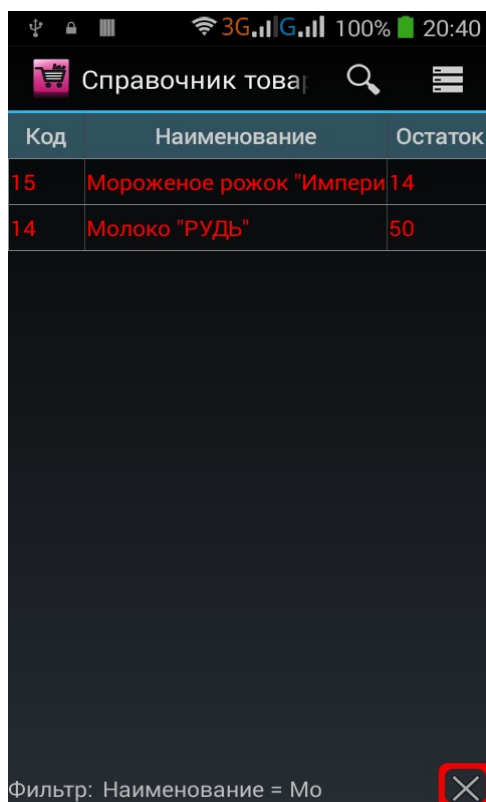 3G G 100% 20:40
Справочник това
Код Наименование Остаток
15 Мороженое рожок "Импери 14
14 Молоко "РУДЬ" 50
Фильтр: Наименование = Мо